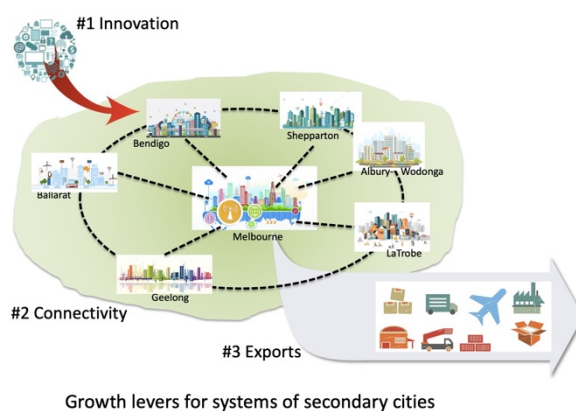 #1 Innovation
Bendigo
Shepparton
Albury - Wodonga
Ballarat
Melbourne
LaTrobe
Geelong
#2 Connectivity
#3 Exports
Growth levers for systems of secondary cities